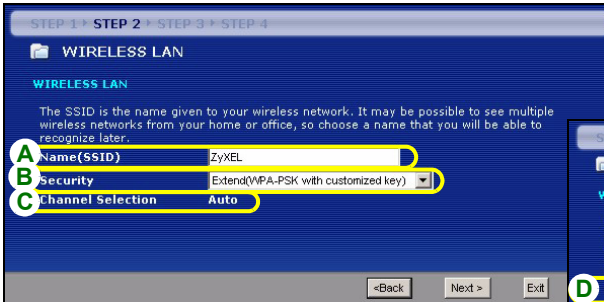 STEP 1 STEP 2 STEP 3 STEP 4
WIRELESS LAN
WIRELESS LAN
The SSID is the name given to your wireless network. It may be possible to see multiple
wireless networks from your home or office, so choose a name that you will be able to
recognize later.
A Name(SSID) ZyXEL
B Security Extend(WPA-PSK with customized key)
C Channel Selection Auto
<Back Next > Exit
D